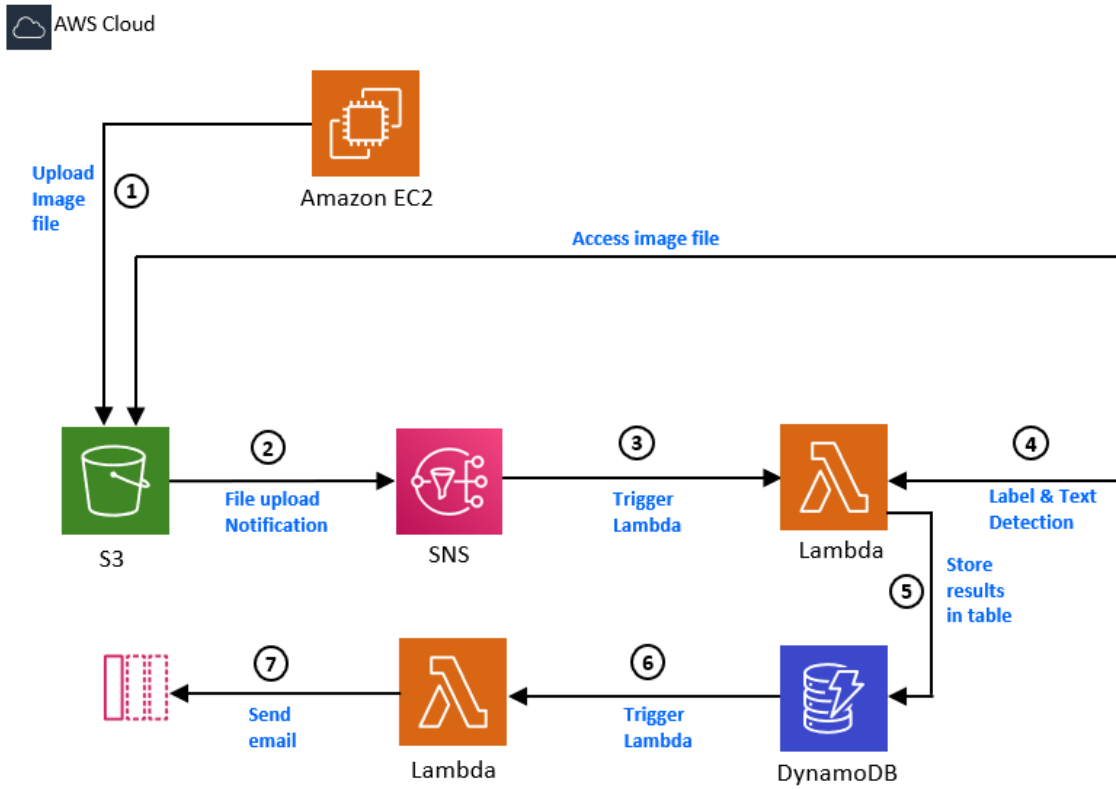 AWS Cloud
Upload
Image
file
1
Amazon EC2
Access image file
2
File upload
Notification
3
Trigger
Lambda
4
Label & Text
Detection
S3
SNS
Lambda
5
Store
results
in table
7
Send
email
6
Trigger
Lambda
Lambda
DynamoDB